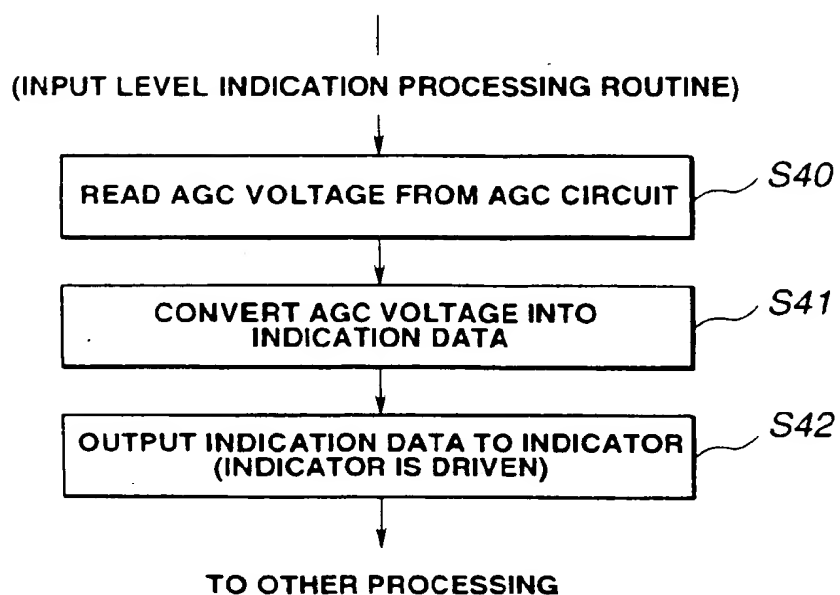 (INPUT LEVEL INDICATION PROCESSING ROUTINE)
READ AGC VOLTAGE FROM AGC CIRCUIT
S40
CONVERT AGC VOLTAGE INTO
INDICATION DATA
S41
OUTPUT INDICATION DATA TO INDICATOR
(INDICATOR IS DRIVEN)
S42
TO OTHER PROCESSING